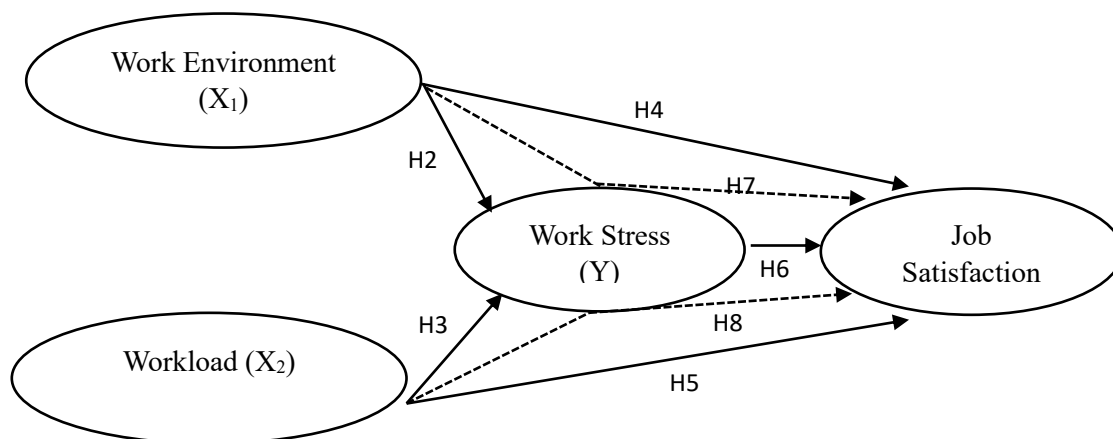 Work Environment
(X₁)
H4
H2
H7
Work Stress
(Y)
Job
Satisfaction
H6
H3
H8
Workload (X₂)
H5